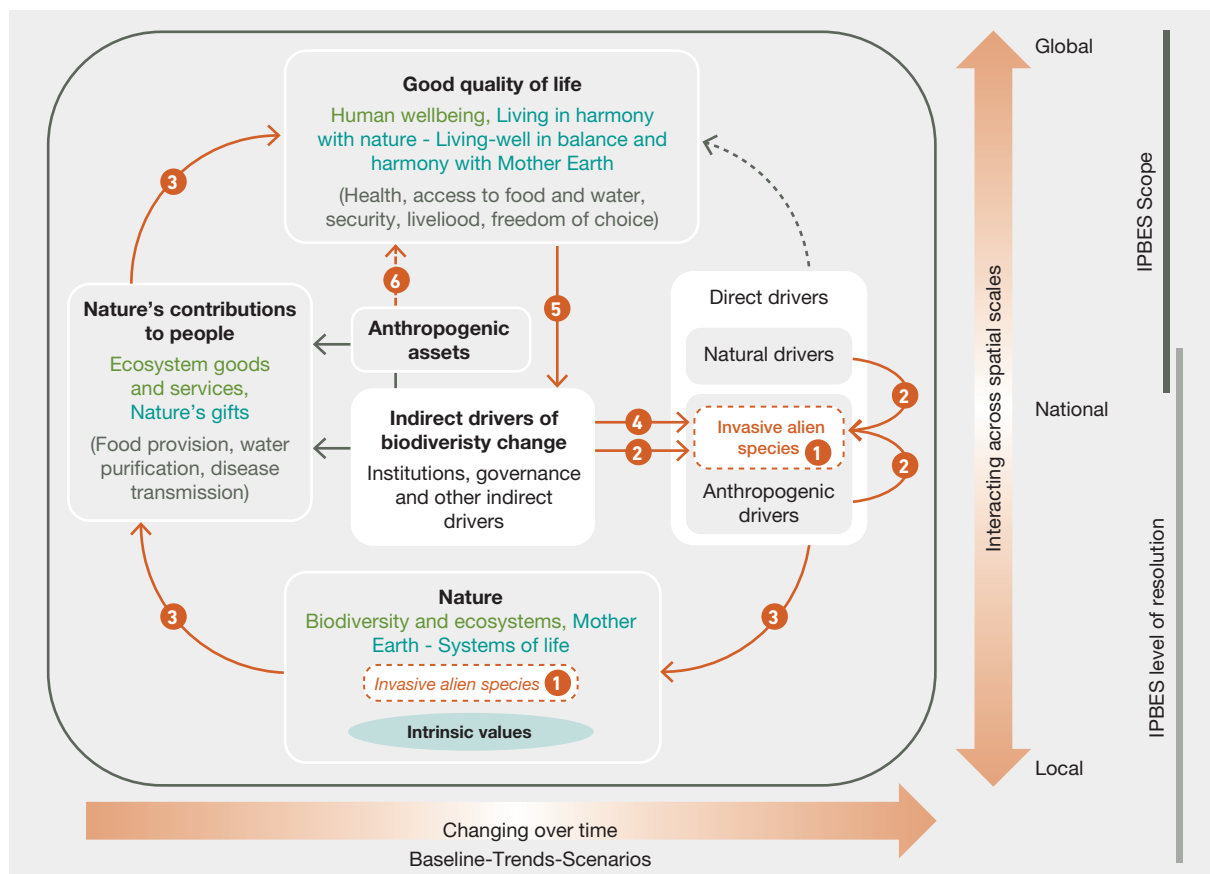 Good quality of life
Human wellbeing, Living in harmony
with nature - Living-well in balance and
harmony with Mother Earth
(Health, access to food and water,
security, liveliood, freedom of choice)
3
6
5
Nature's contributions
to people
Ecosystem goods
and services,
Nature's gifts
(Food provision, water
purification, disease
transmission)
Anthropogenic
assets
Indirect drivers of
biodiveristy change
Institutions, governance
and other indirect
drivers
4
2
Direct drivers
Natural drivers
Invasive alien
species 1
Anthropogenic
drivers
2
2
3
3
Nature
Biodiversity and ecosystems, Mother
Earth - Systems of life
Invasive alien species 1
Intrinsic values
Changing over time
Baseline-Trends-Scenarios
Interacting across spatial scales
Global
National
Local
IPBES Scope
IPBES level of resolution